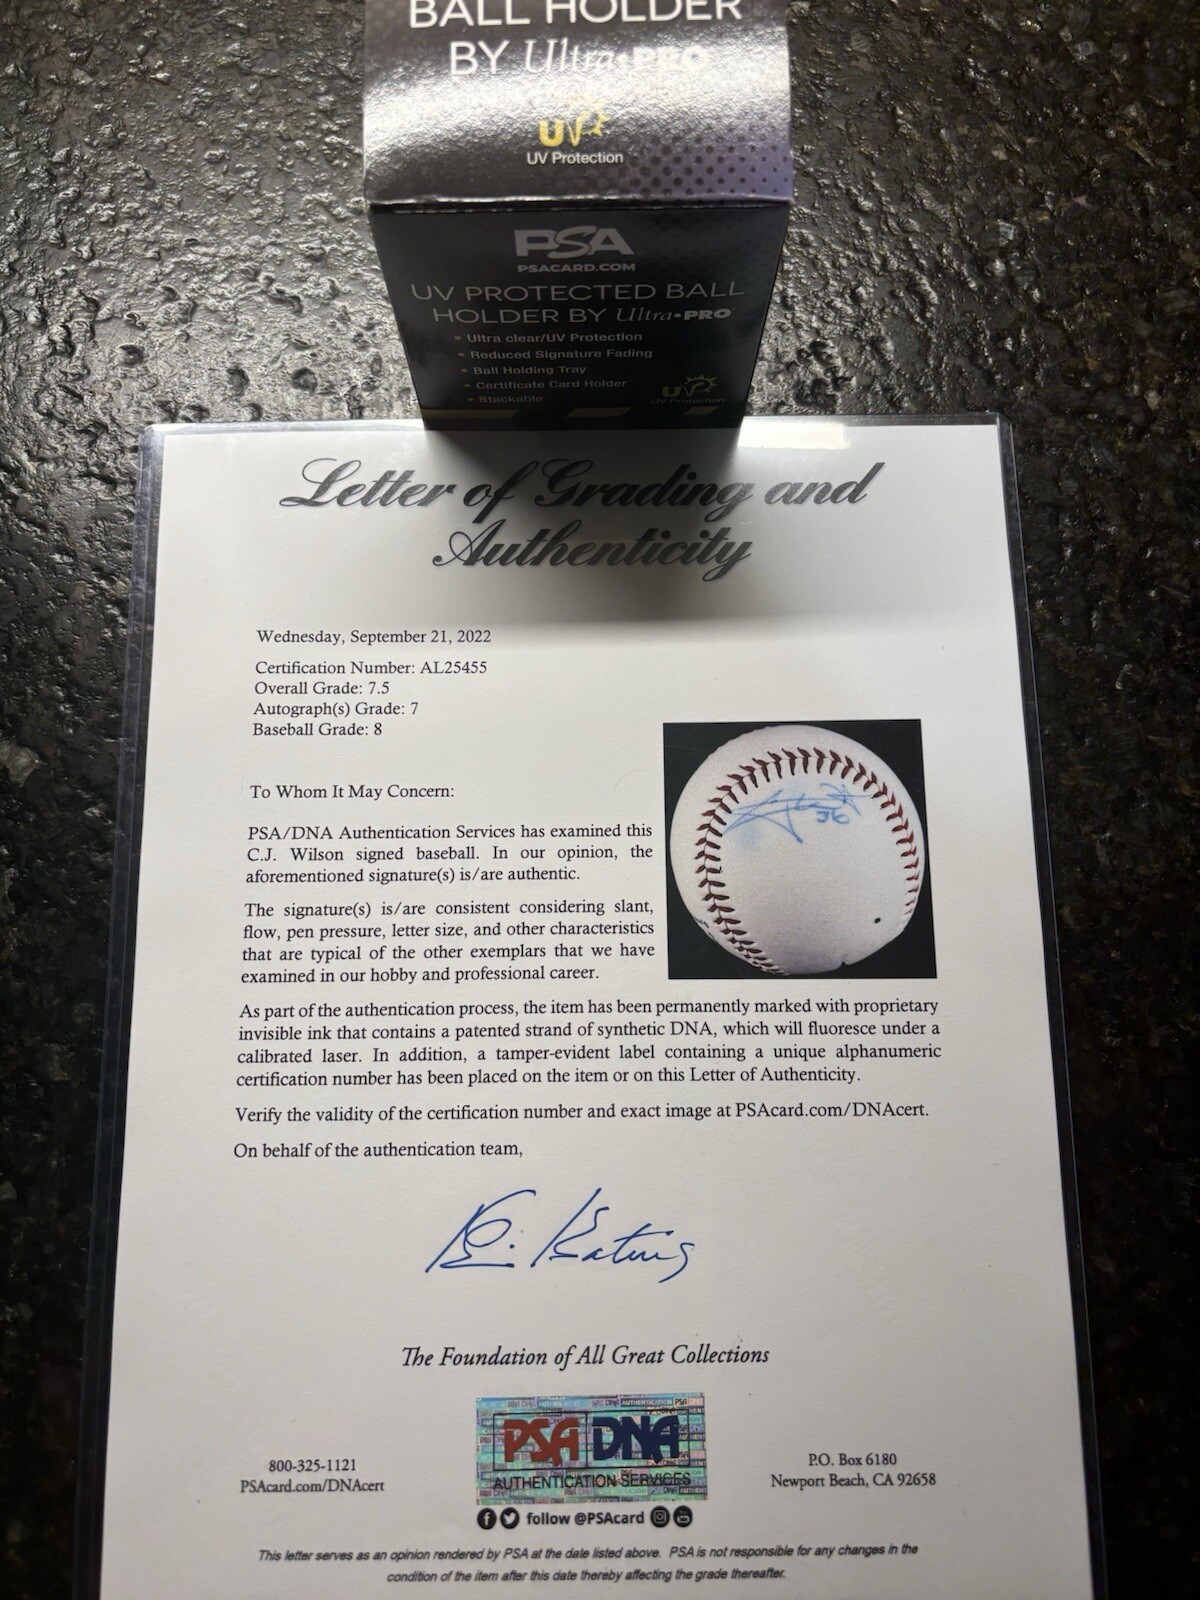 BALL HOLDER
BY Ultra•PRO
UV
UV Protection
PSA
PSACARD.COM
UV PROTECTED BALL
HOLDER BY Ultra•PRO
• Ultra clear/UV Protection
• Reduced Signature Fading
• Ball Holding Tray
• Certificate Card Holder
• Stackable
UV
UV Protection
Letter of Grading and
Authenticity
Wednesday, September 21, 2022
Certification Number: AL25455
Overall Grade: 7.5
Autograph(s) Grade: 7
Baseball Grade: 8
To Whom It May Concern:
PSA/DNA Authentication Services has examined this
C.J. Wilson signed baseball. In our opinion, the
aforementioned signature(s) is/are authentic.
The signature(s) is/are consistent considering slant,
flow, pen pressure, letter size, and other characteristics
that are typical of the other exemplars that we have
examined in our hobby and professional career.
36
As part of the authentication process, the item has been permanently marked with proprietary
invisible ink that contains a patented strand of synthetic DNA, which will fluoresce under a
calibrated laser. In addition, a tamper-evident label containing a unique alphanumeric
certification number has been placed on the item or on this Letter of Authenticity.
Verify the validity of the certification number and exact image at PSAcard.com/DNAcert.
On behalf of the authentication team,
The Foundation of All Great Collections
PSA DNA
AUTHENTICATION SERVICES
800-325-1121
PSAcard.com/DNAcert
P.O. Box 6180
Newport Beach, CA 92658
follow @PSAcard
This letter serves as an opinion rendered by PSA at the date listed above. PSA is not responsible for any changes in the
condition of the item after this date thereby affecting the grade thereafter.